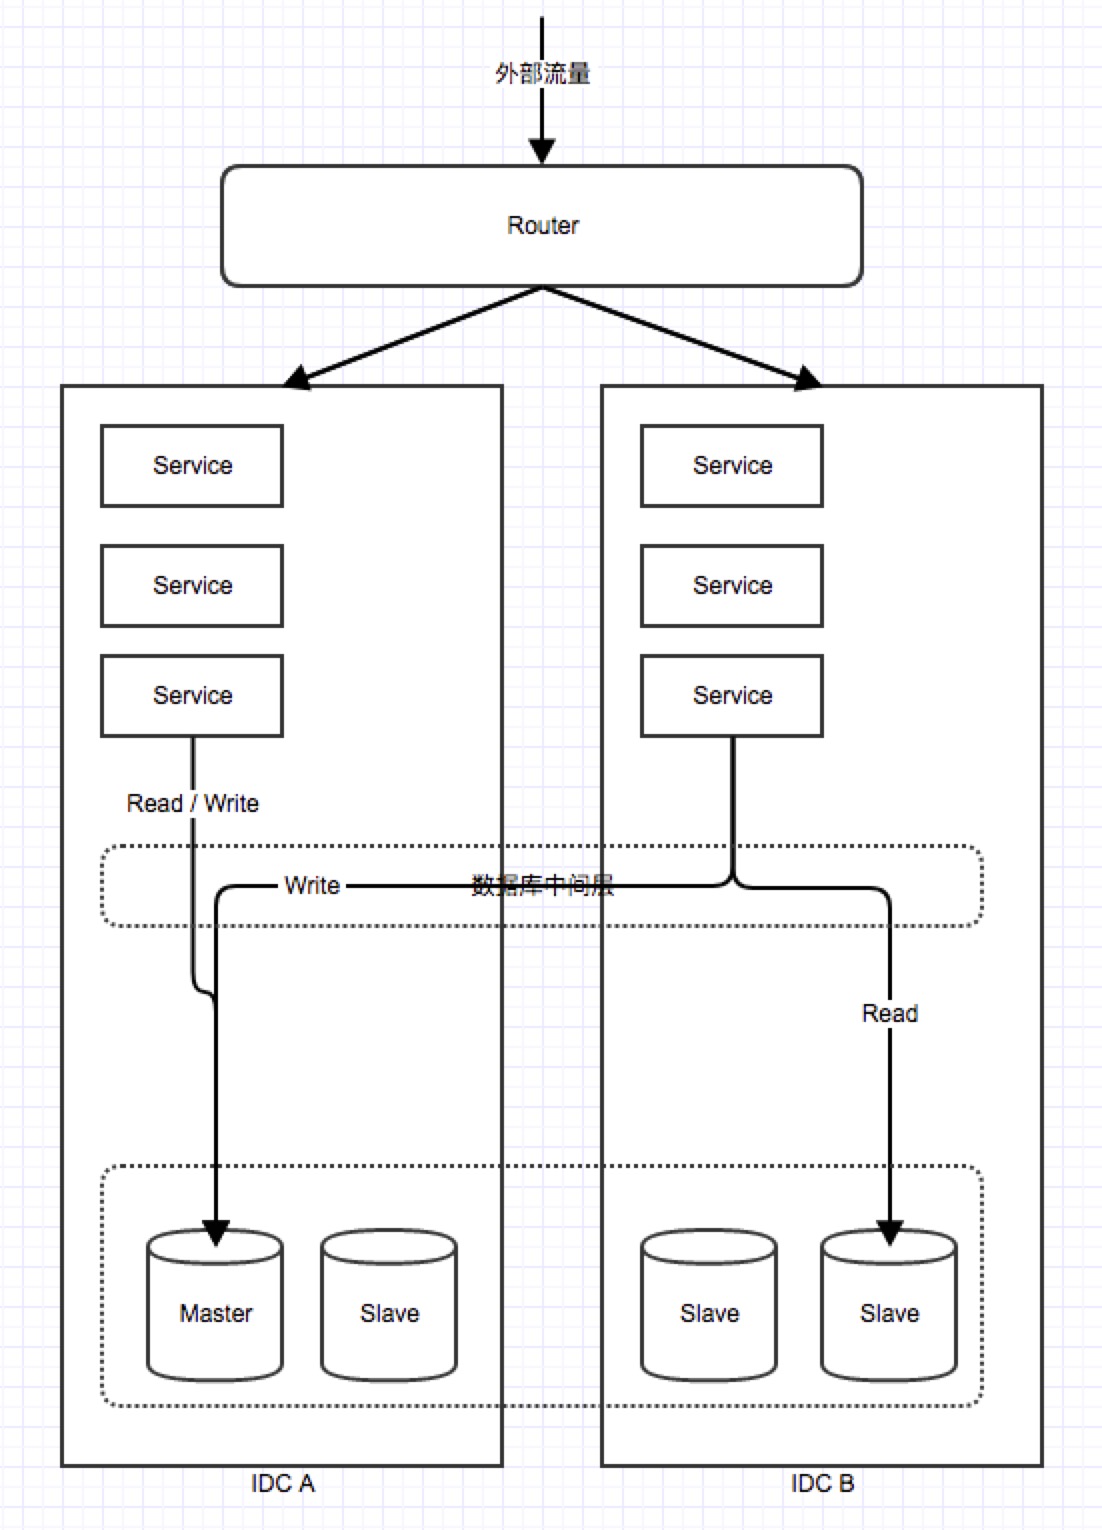 外部流量
Router
Service
Service
Service
Service
Service
Service
Read / Write
Write
数据库中间层
Read
Master
Slave
Slave
Slave
IDC A
IDC B